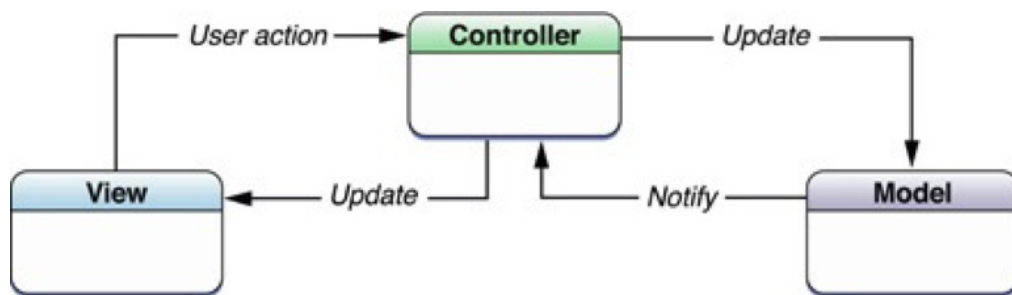 User action
Controller
Update
View
Update
Notify
Model